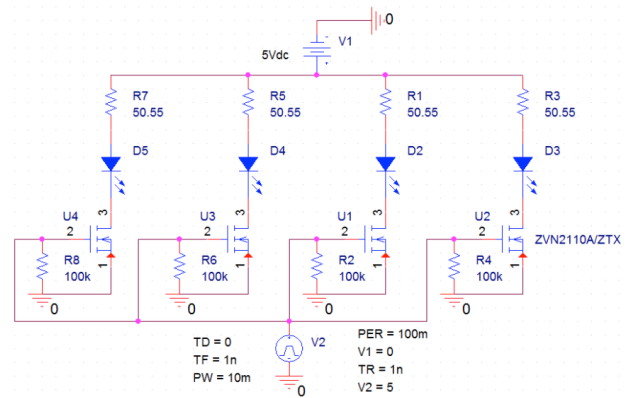 0
V1
5Vdc
R7
50.55
R5
50.55
R1
50.55
R3
50.55
D5
D4
D2
D3
U4
3
2
1
U3
3
2
1
U1
3
2
1
U2
3
2
1
ZVN2110A/ZTX
R8
100k
R6
100k
R2
100k
R4
100k
0
0
0
0
TD = 0
TF = 1n
PW = 10m
V2
PER = 100m
V1 = 0
TR = 1n
V2 = 5
0